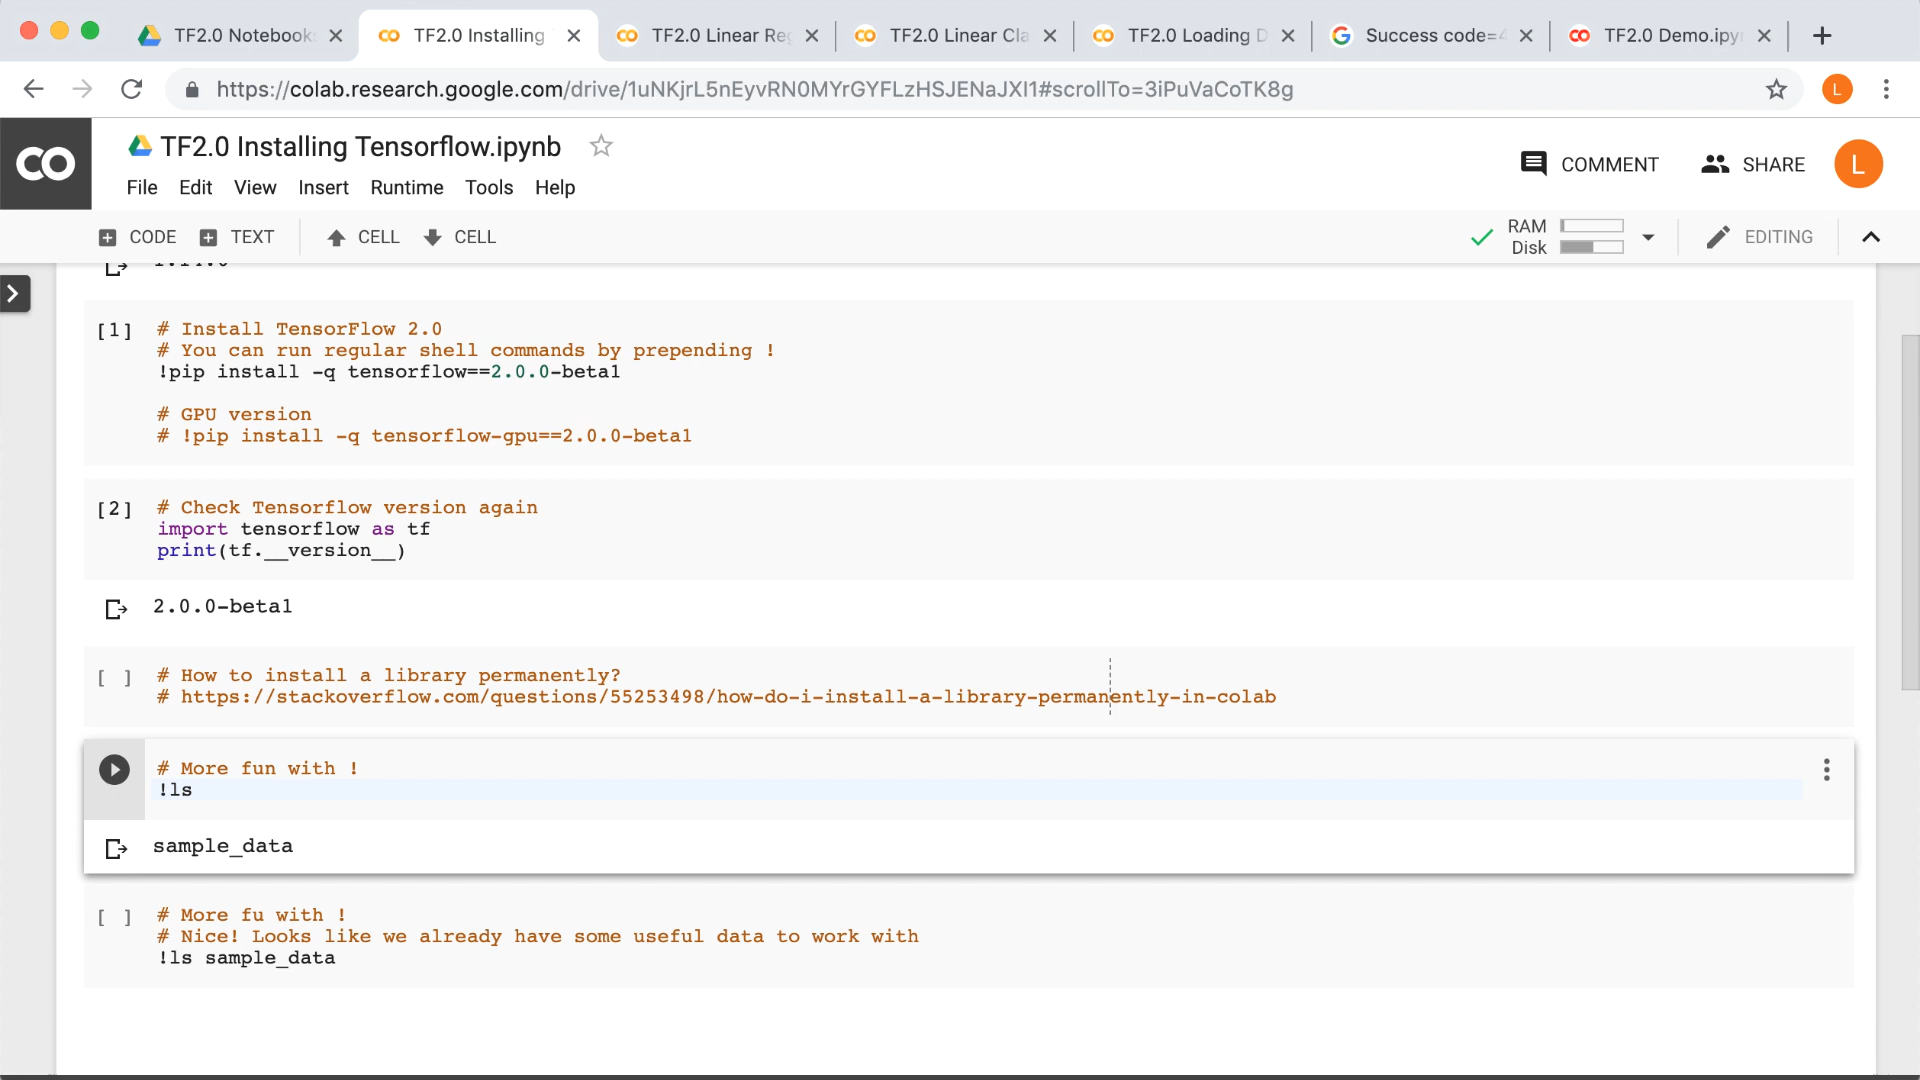 TF2.0 Notebook
TF2.0 Installing
TF2.0 Linear Re
TF2.0 Linear Cla
TF2.0 Loading D
Success code=
TF2.0 Demo.ipy
https://colab.research.google.com/drive/1uNKjrL5nEyvRN0MYrGYFLzHSJENaJXI1#scrollTo=3iPuVaCoTK8g
L
CO
TF2.0 Installing Tensorflow.ipynb
COMMENT
SHARE
L
File Edit View Insert Runtime Tools Help
CODE TEXT CELL CELL
RAM
Disk
EDITING
[1] # Install TensorFlow 2.0
# You can run regular shell commands by prepending !
!pip install -q tensorflow==2.0.0-beta1
# GPU version
# !pip install -q tensorflow-gpu==2.0.0-beta1
[2] # Check Tensorflow version again
import tensorflow as tf
print(tf.__version__)
2.0.0-beta1
[ ] # How to install a library permanently?
# https://stackoverflow.com/questions/55253498/how-do-i-install-a-library-permanently-in-colab
# More fun with !
!ls
sample_data
[ ] # More fu with !
# Nice! Looks like we already have some useful data to work with
!ls sample_data